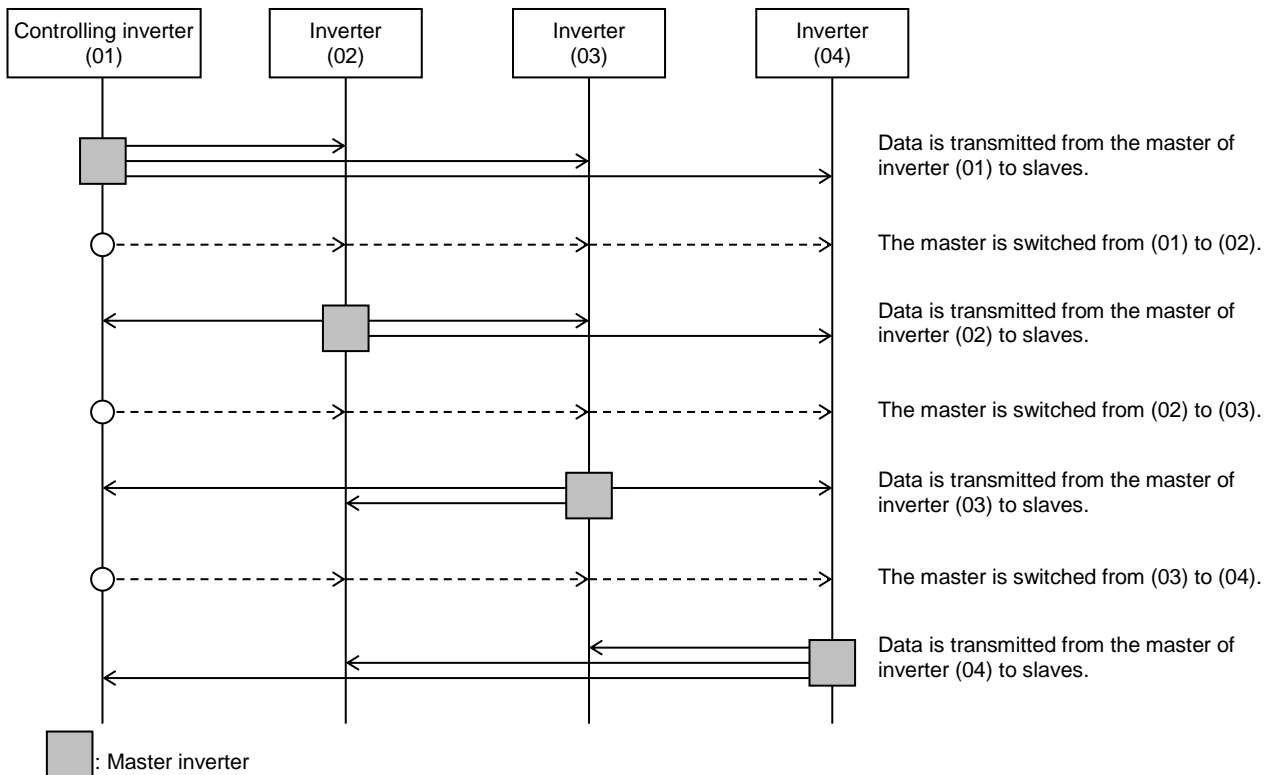 Controlling inverter
(01)
Inverter
(02)
Inverter
(03)
Inverter
(04)
Data is transmitted from the master of
inverter (01) to slaves.
The master is switched from (01) to (02).
Data is transmitted from the master of
inverter (02) to slaves.
The master is switched from (02) to (03).
Data is transmitted from the master of
inverter (03) to slaves.
The master is switched from (03) to (04).
Data is transmitted from the master of
inverter (04) to slaves.
: Master inverter